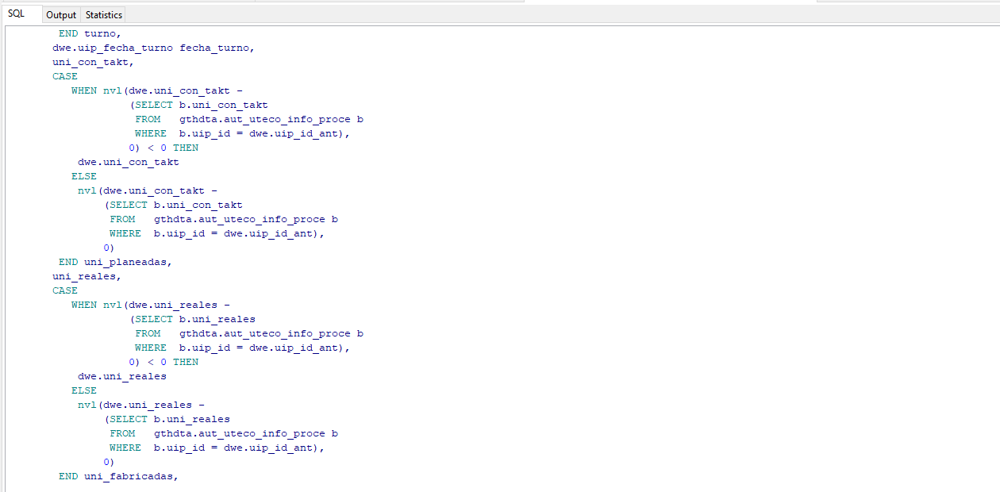 SQL Output Statistics
END turno,
dwe.uip_fecha_turno fecha_turno,
uni_con_takt,
CASE
WHEN nvl(dwe.uni_con_takt -
(SELECT b.uni_con_takt
FROM gthdta.aut_uteco_info_proce b
WHERE b.uip_id = dwe.uip_id_ant),
0) < 0 THEN
dwe.uni_con_takt
ELSE
nvl(dwe.uni_con_takt -
(SELECT b.uni_con_takt
FROM gthdta.aut_uteco_info_proce b
WHERE b.uip_id = dwe.uip_id_ant),
0)
END uni_planeadas,
uni_reales,
CASE
WHEN nvl(dwe.uni_reales -
(SELECT b.uni_reales
FROM gthdta.aut_uteco_info_proce b
WHERE b.uip_id = dwe.uip_id_ant),
0) < 0 THEN
dwe.uni_reales
ELSE
nvl(dwe.uni_reales -
(SELECT b.uni_reales
FROM gthdta.aut_uteco_info_proce b
WHERE b.uip_id = dwe.uip_id_ant),
0)
END uni_fabricadas,